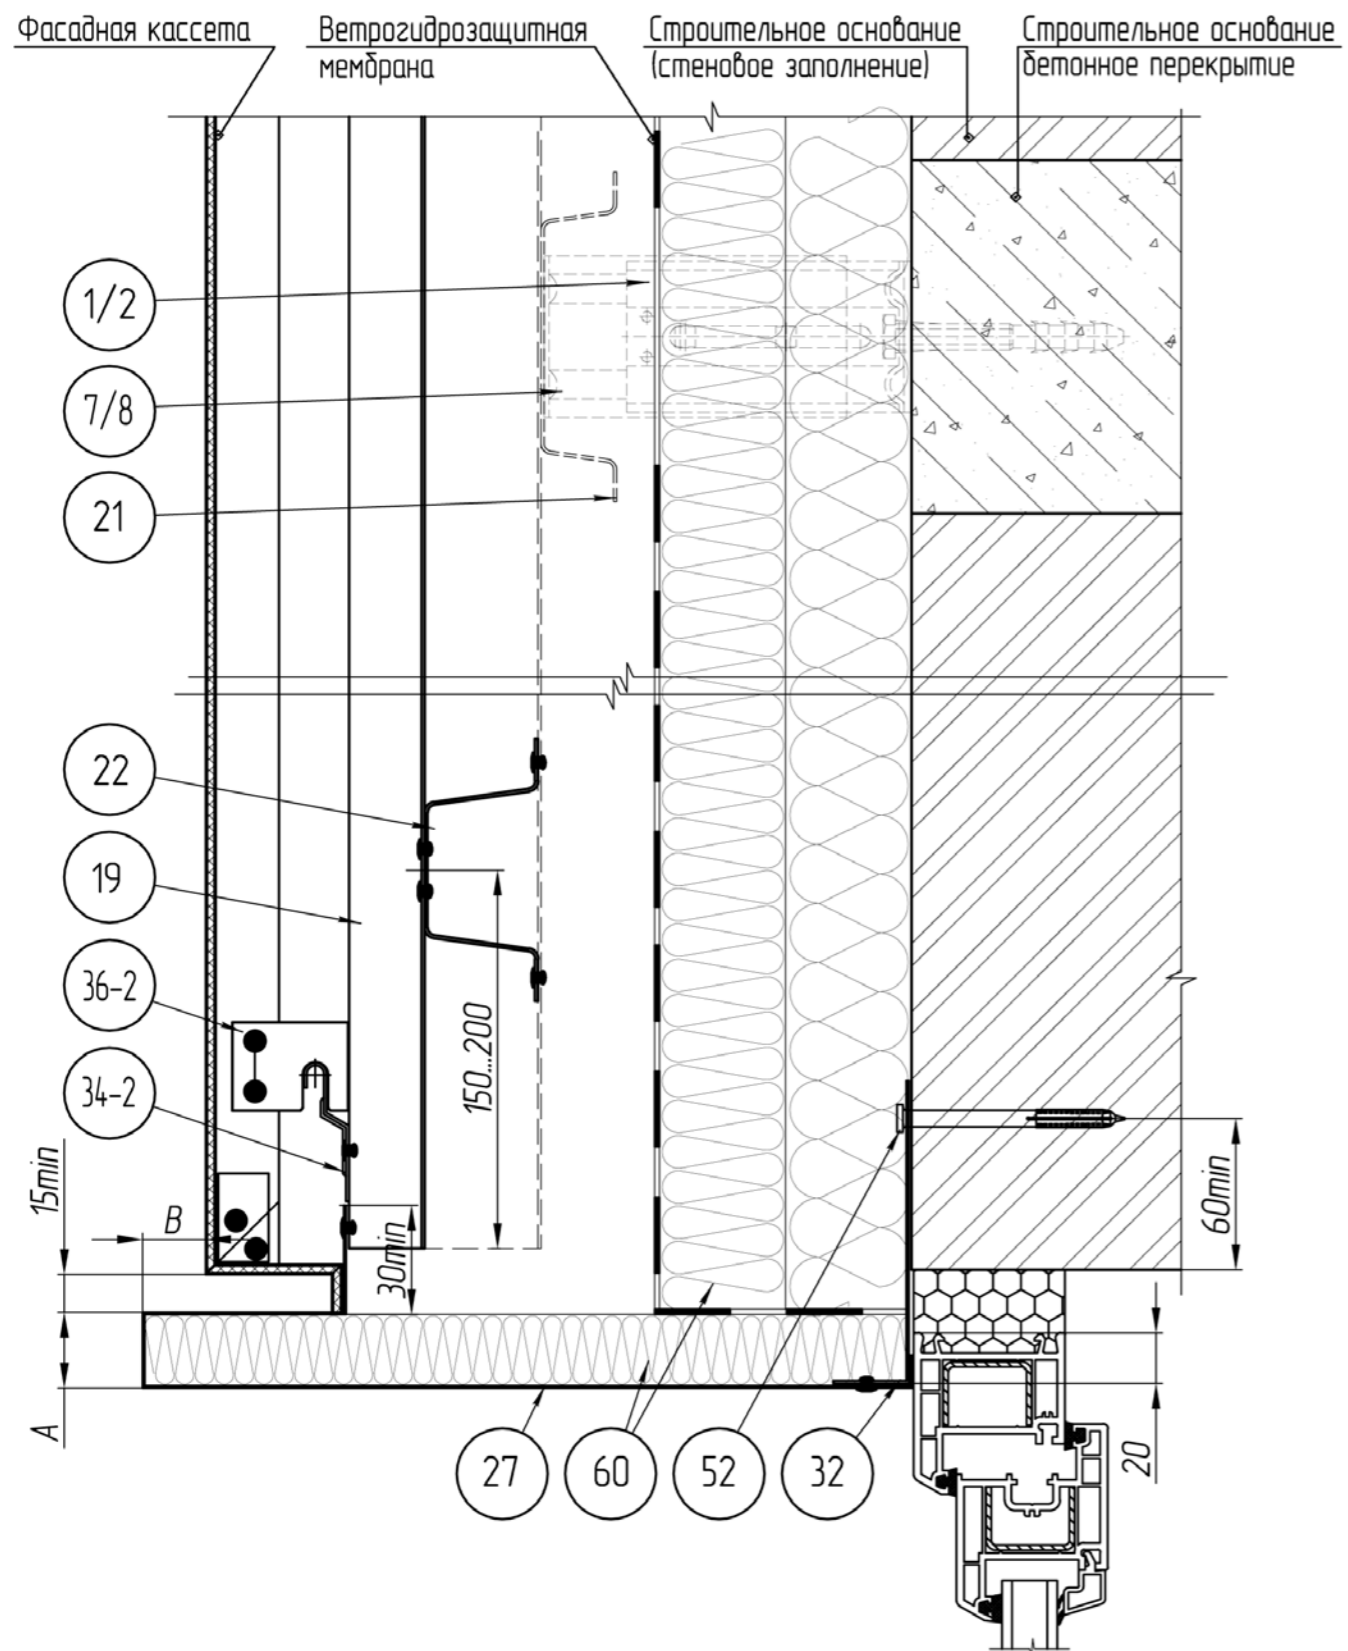 Фасадная кассета
Ветрогидрозащитная
мембрана
Строительное основание
(стеновое заполнение)
Строительное основание
бетонное перекрытие
1/2
7/8
21
22
19
36-2
34-2
150...200
15min
B
30min
60min
A
20
27
60
52
32